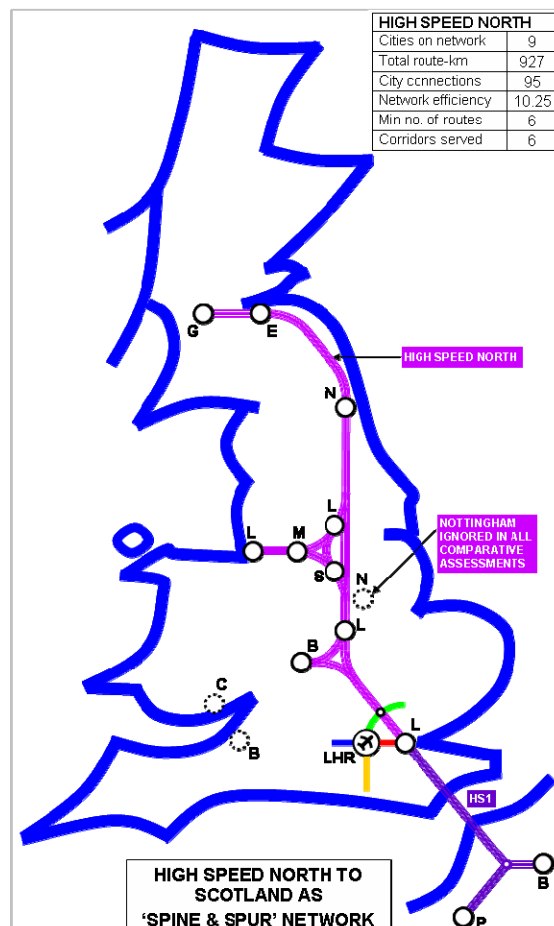 HIGH SPEED NORTH
Cities on network 9
Total route-km 927
City connections 95
Network efficiency 10.25
Min no. of routes 6
Corridors served 6
G
E
HIGH SPEED NORTH
N
L
L
M
S
N
NOTTINGHAM
IGNORED IN ALL
COMPARATIVE
ASSESSMENTS
L
B
C
B
L
LHR
HS1
B
P
HIGH SPEED NORTH TO
SCOTLAND AS
'SPINE & SPUR' NETWORK